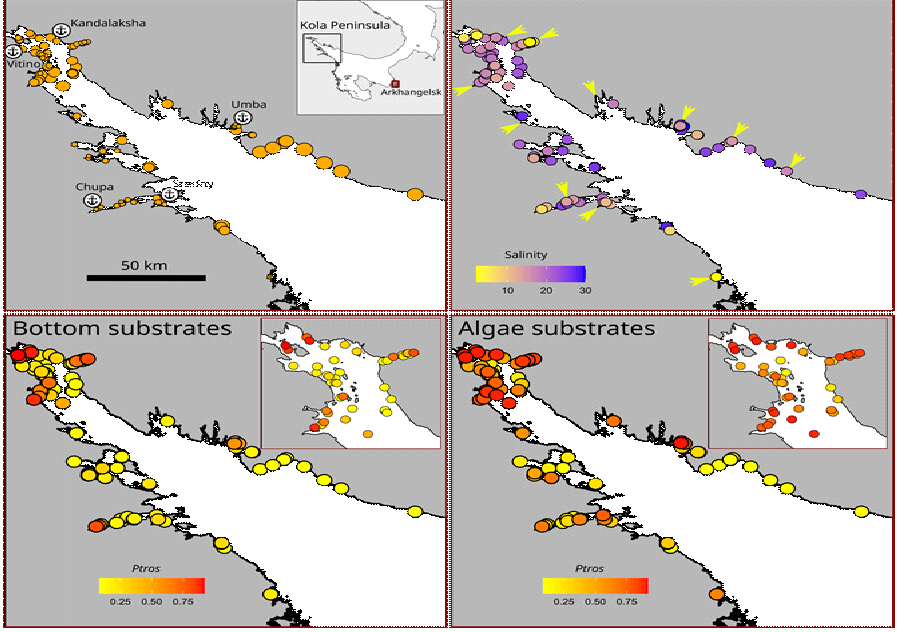 Kandalaksha
Vitino
Kola Peninsula
Arkhangelsk
Umba
Chupa
50 km
Salinity
10 20 30
Bottom substrates
Ptros
0.25 0.50 0.75
Algae substrates
Ptros
0.25 0.50 0.75